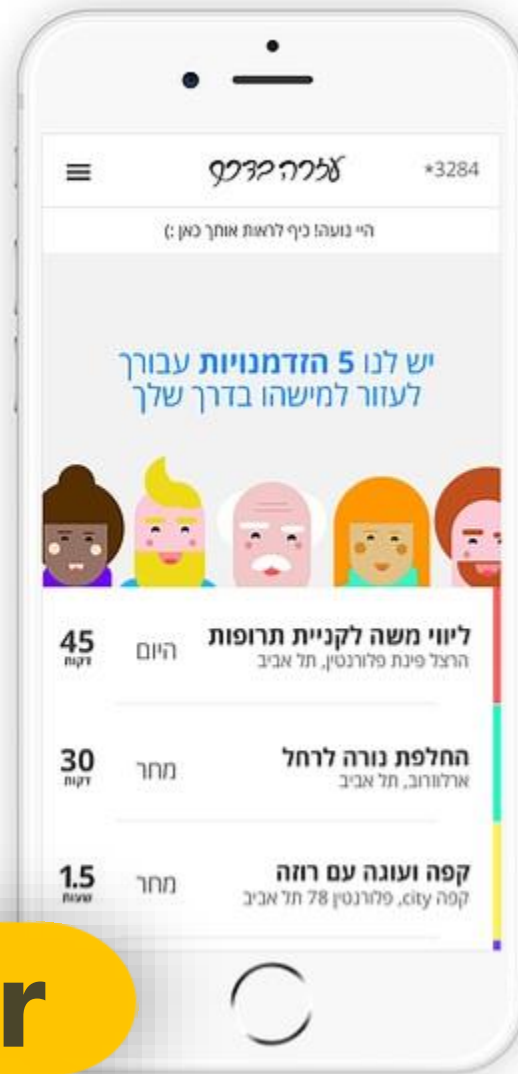 עזרה בדרך
*3284
היי נועה! כיף לראות אותך כאן :)
יש לנו 5 הזדמנויות עבורך
לעזור למישהו בדרך שלך
ליווי משה לקניית תרופות
הרצל פינת פלורנטין, תל אביב
היום
45
דקות
החלפת נורה לרחל
ארלוזרוב, תל אביב
מחר
30
דקות
קפה ועוגה עם רוזה
קפה city, פלורנטין 78 תל אביב
מחר
1.5
שעות
r